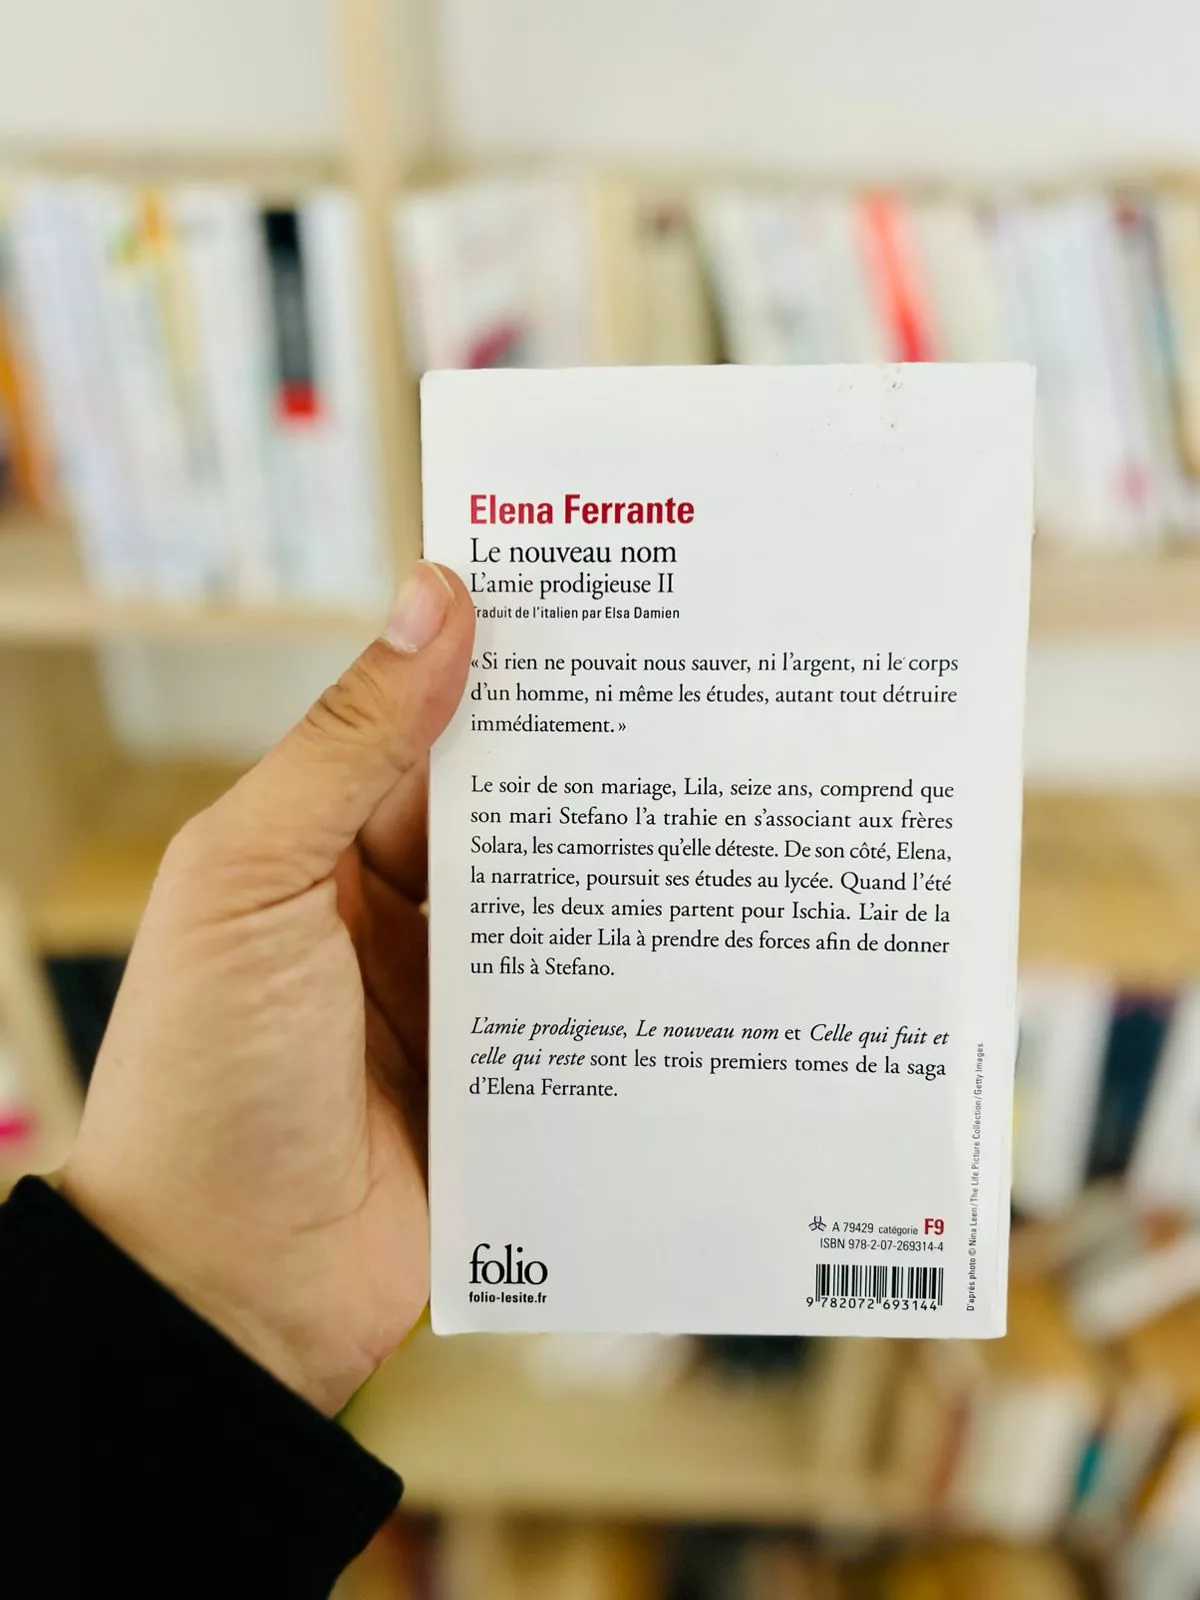 Elena Ferrante
Le nouveau nom
L'amie prodigieuse II
Traduit de l'italien par Elsa Damien
« Si rien ne pouvait nous sauver, ni l'argent, ni le corps
d'un homme, ni même les études, autant tout détruire
immédiatement. »
Le soir de son mariage, Lila, seize ans, comprend que
son mari Stefano l'a trahie en s'associant aux frères
Solara, les camorristes qu'elle déteste. De son côté, Elena,
la narratrice, poursuit ses études au lycée. Quand l'été
arrive, les deux amies partent pour Ischia. L'air de la
mer doit aider Lila à prendre des forces afin de donner
un fils à Stefano.
L'amie prodigieuse, Le nouveau nom et Celle qui fuit et
celle qui reste sont les trois premiers tomes de la saga
d'Elena Ferrante.
D'après photo © Nina Leen / The Life Picture Collection / Getty Images.
A 79429 catégorie F9
ISBN 978-2-07-269314-4
folio
folio-lesite.fr
9 782072 693144